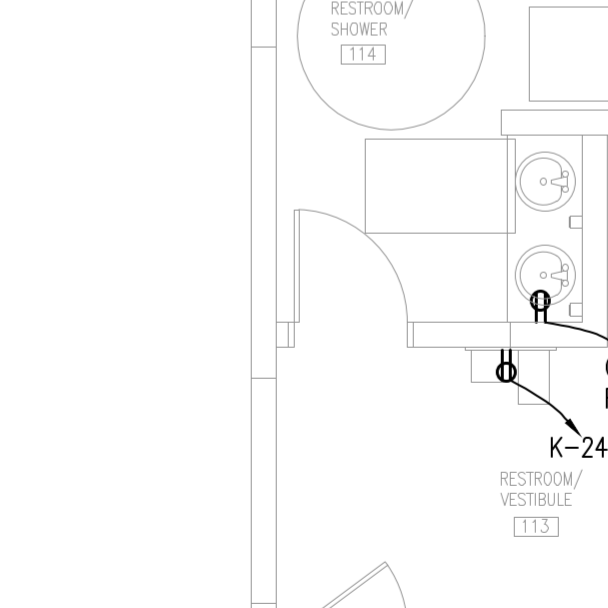 RESTROOM/
SHOWER
114
K-24
RESTROOM/
VESTIBULE
113